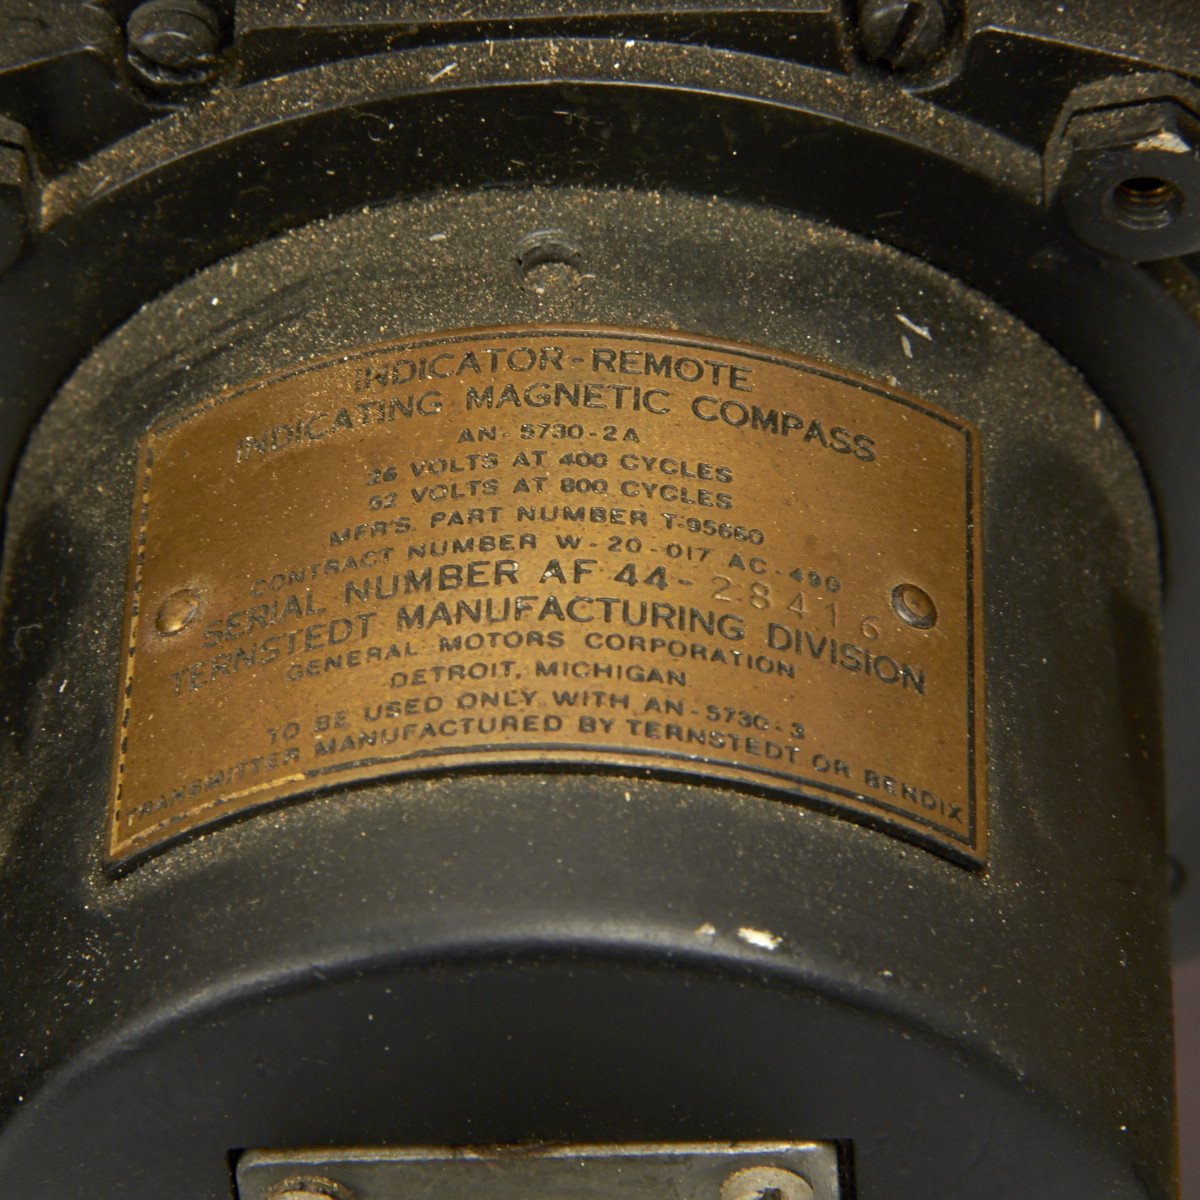 INDICATOR-REMOTE
INDICATING MAGNETIC COMPASS
AN-5730-2A
26 VOLTS AT 400 CYCLES
52 VOLTS AT 800 CYCLES
MFR'S. PART NUMBER T-95660
CONTRACT NUMBER W-20-017 AC-490
SERIAL NUMBER AF 44-28416
TERNSTEDT MANUFACTURING DIVISION
GENERAL MOTORS CORPORATION
DETROIT, MICHIGAN
TO BE USED ONLY WITH AN-5730-3
TRANSMITTER MANUFACTURED BY TERNSTEDT OR BENDIX